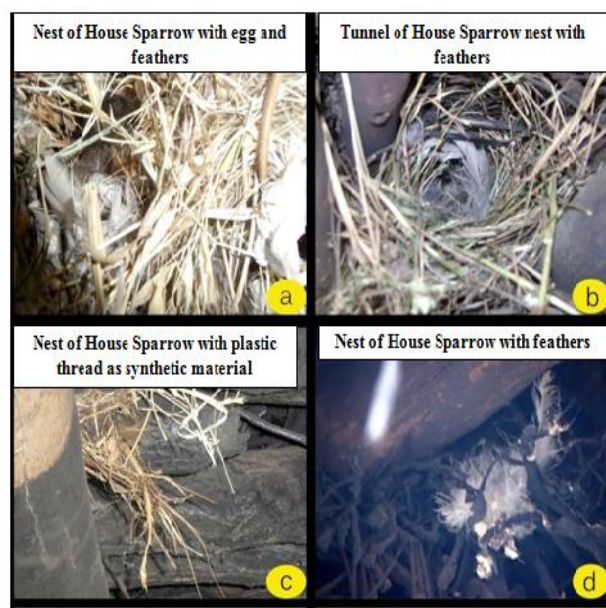 Nest of House Sparrow with egg and
feathers
Tunnel of House Sparrow nest with
feathers
a
b
Nest of House Sparrow with plastic
thread as synthetic material
Nest of House Sparrow with feathers
c
d